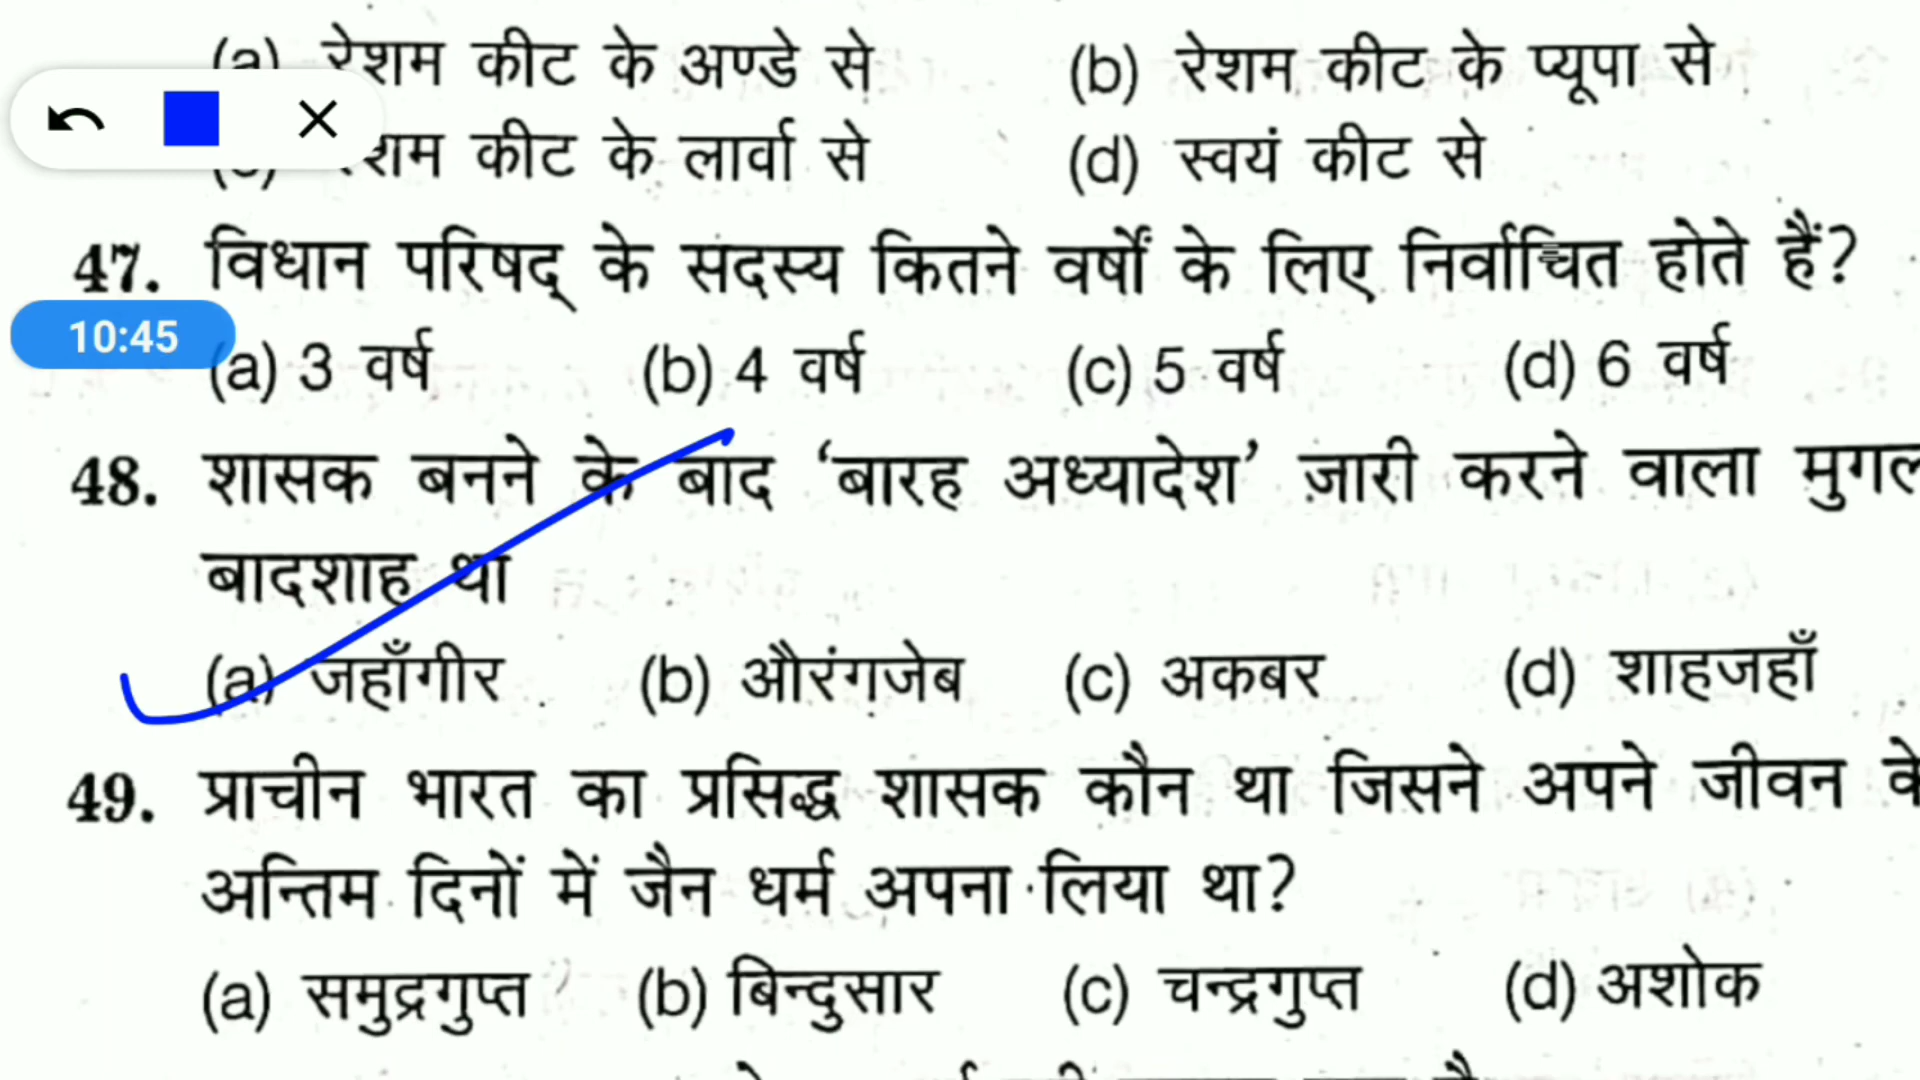 (a) रेशम कीट के अण्डे से (b) रेशम कीट के प्यूपा से
कीट के लार्वा से (d) स्वयं कीट से
47. विधान परिषद् के सदस्य कितने वर्षों के लिए निर्वाचित होते हैं?
10:45
(a) 3 वर्ष (b) 4 वर्ष (c) 5 वर्ष (d) 6 वर्ष
48. शासक बनने के बाद ‘बारह अध्यादेश’ जारी करने वाला मुगल
बादशाह था
(a) जहाँगीर (b) औरंगजेब (c) अकबर (d) शाहजहाँ
49. प्राचीन भारत का प्रसिद्ध शासक कौन था जिसने अपने जीवन के
अन्तिम दिनों में जैन धर्म अपना लिया था?
(a) समुद्रगुप्त (b) बिन्दुसार (c) चन्द्रगुप्त (d) अशोक